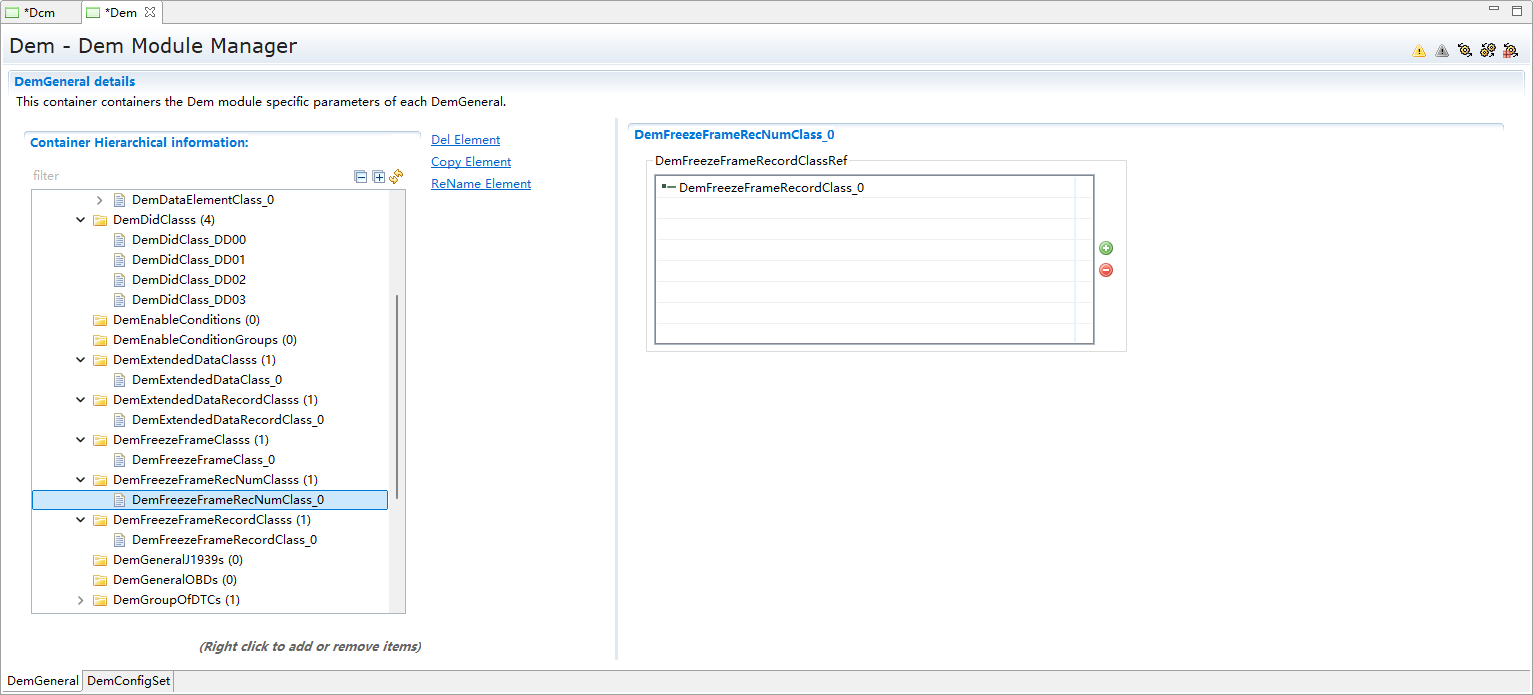 *Dcm
*Dem
Dem - Dem Module Manager
DemGeneral details
This container containers the Dem module specific parameters of each DemGeneral.
Container Hierarchical information:
filter
DemDataElementClass_0
DemDidClasss (4)
DemDidClass_DD00
DemDidClass_DD01
DemDidClass_DD02
DemDidClass_DD03
DemEnableConditions (0)
DemEnableConditionGroups (0)
DemExtendedDataClasss (1)
DemExtendedDataClass_0
DemExtendedDataRecordClasss (1)
DemExtendedDataRecordClass_0
DemFreezeFrameClasss (1)
DemFreezeFrameClass_0
DemFreezeFrameRecNumClasss (1)
DemFreezeFrameRecNumClass_0
DemFreezeFrameRecordClasss (1)
DemFreezeFrameRecordClass_0
DemGeneralJ1939s (0)
DemGeneralOBDs (0)
DemGroupOfDTCs (1)
(Right click to add or remove items)
Del Element
Copy Element
ReName Element
DemFreezeFrameRecNumClass_0
DemFreezeFrameRecordClassRef
DemFreezeFrameRecordClass_0
DemGeneral
DemConfigSet